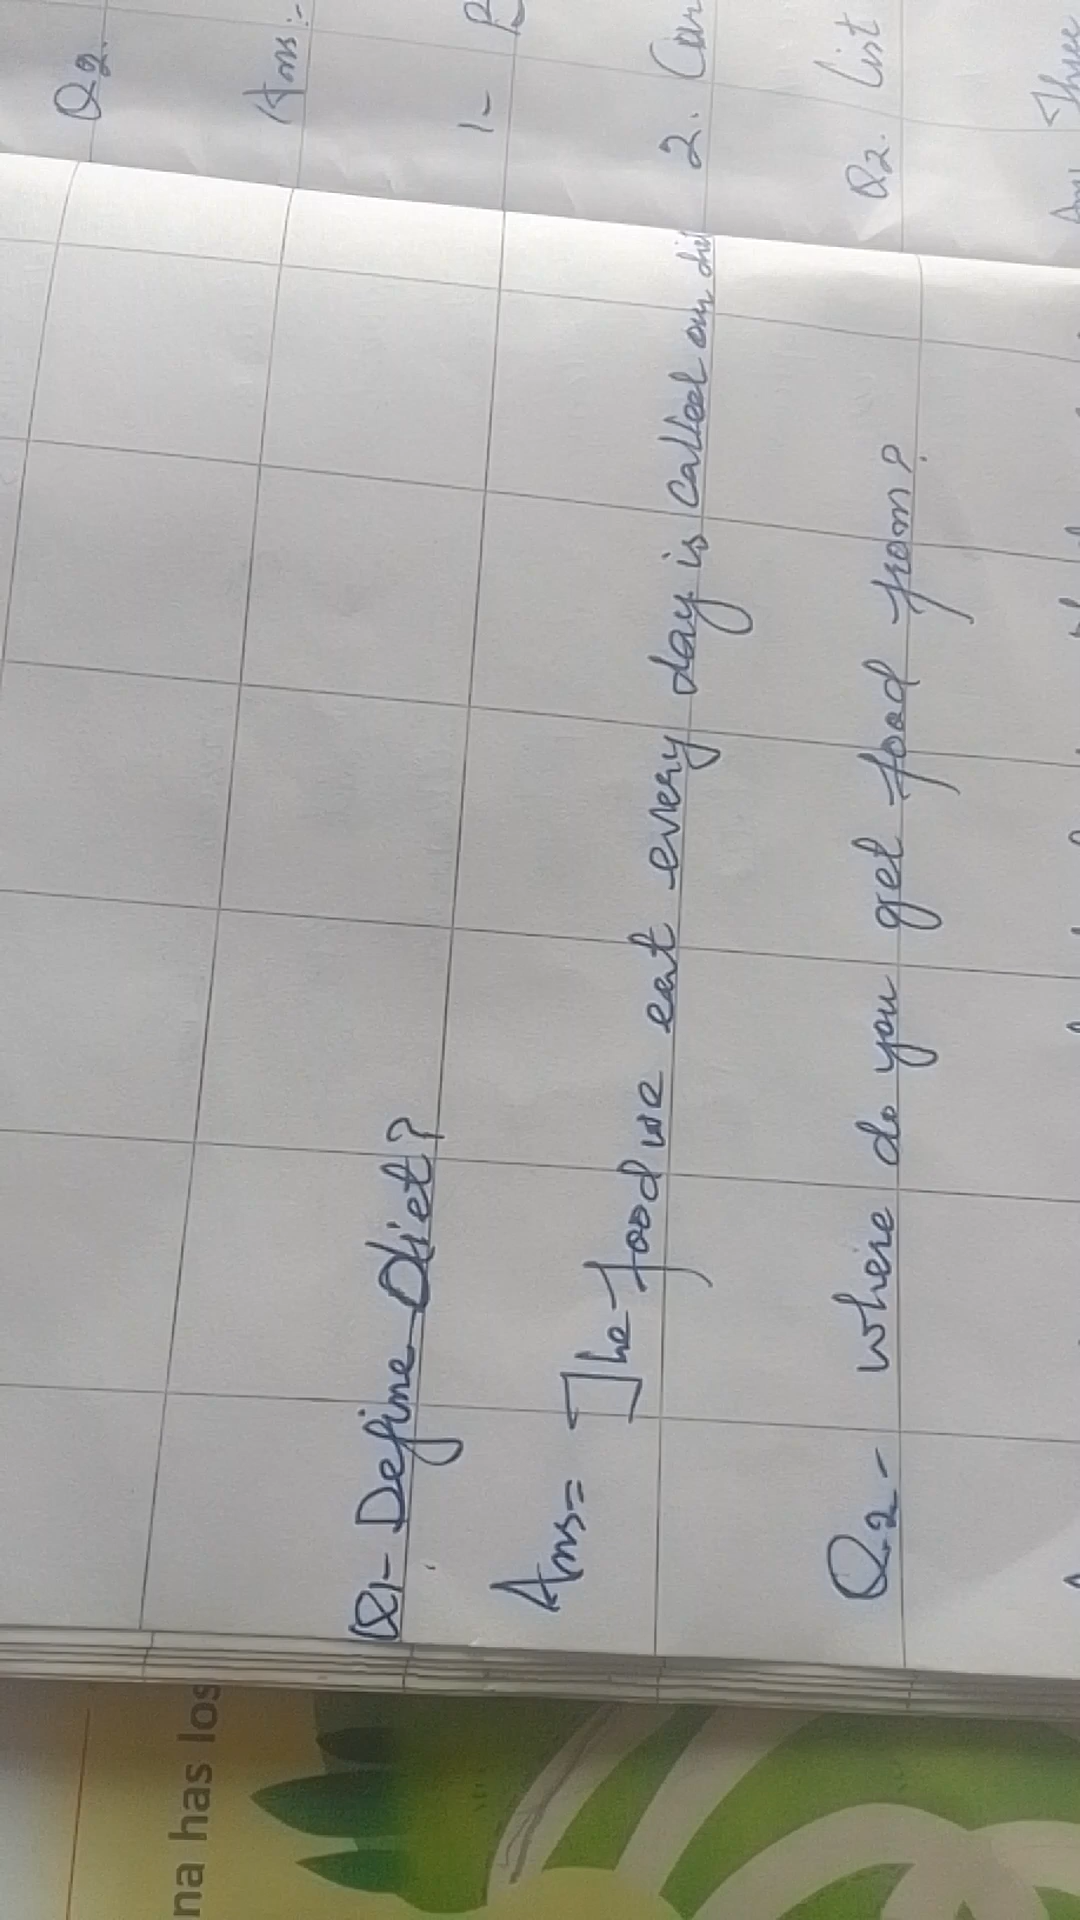 Q1- Define Diet?
Ans= The food we eat every day is called our diet
Q2- where do you get food from?
Q2.
Ans:-
1-
2.
Q2. List
Three
na has los